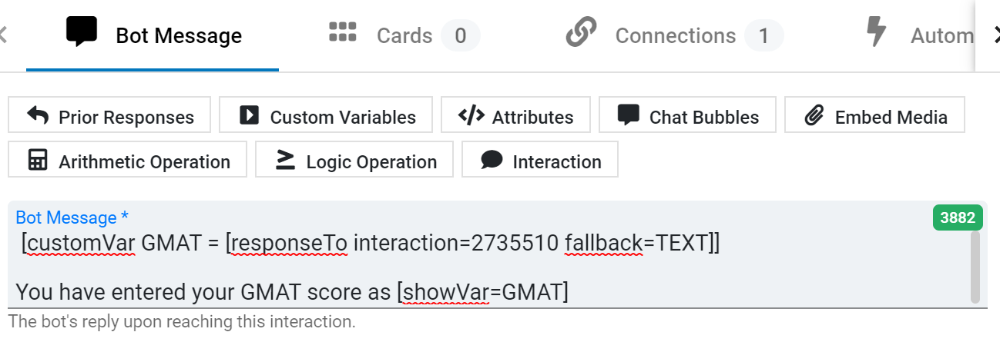 Bot Message Cards 0 Connections 1 Autom
Prior Responses Custom Variables Attributes Chat Bubbles Embed Media
Arithmetic Operation Logic Operation Interaction
Bot Message * 3882
[customVar GMAT = [responseTo interaction=2735510 fallback=TEXT]]
You have entered your GMAT score as [showVar=GMAT]
The bot's reply upon reaching this interaction.